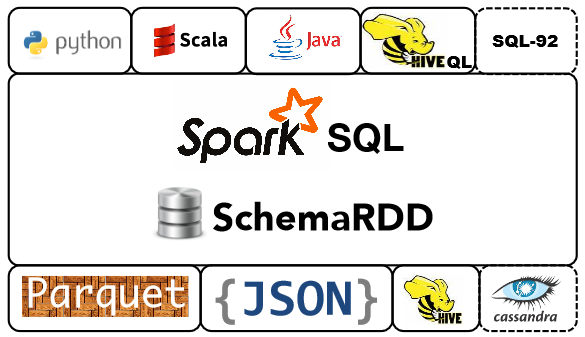 python
Scala
Java
HIVE QL
SQL-92
Spark SQL
SchemaRDD
Parquet
{JSON}
HIVE
cassandra